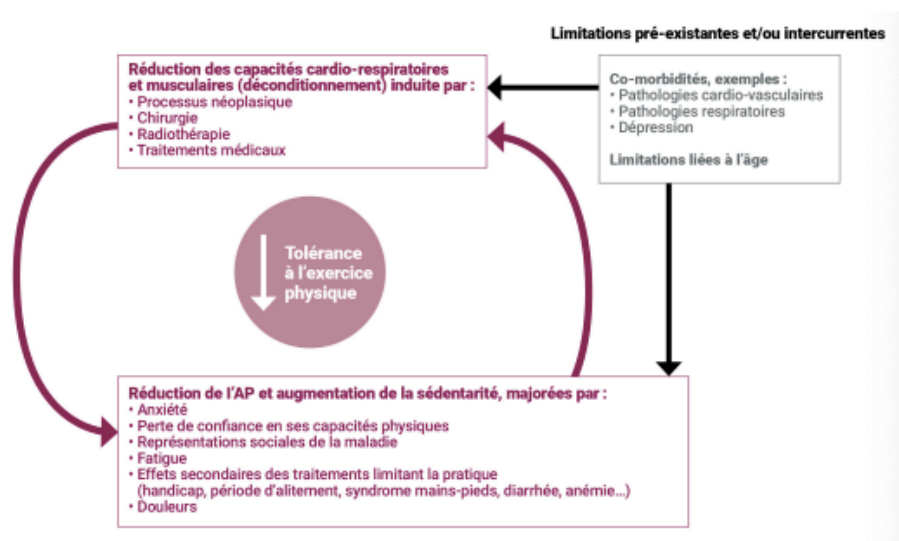 Limitations pré-existantes et/ou intercurrentes
Réduction des capacités cardio-respiratoires
et musculaires (déconditionnement) induite par :
• Processus néoplasique
• Chirurgie
• Radiothérapie
• Traitements médicaux
Co-morbidités, exemples :
• Pathologies cardio-vasculaires
• Pathologies respiratoires
• Dépression
Limitations liées à l'âge
Tolérance
à l'exercice
physique
Réduction de l'AP et augmentation de la sédentarité, majorées par :
• Anxiété
• Perte de confiance en ses capacités physiques
• Représentations sociales de la maladie
• Fatigue
• Effets secondaires des traitements limitant la pratique
(handicap, période d'alitement, syndrome mains-pieds, diarrhée, anémie...)
• Douleurs